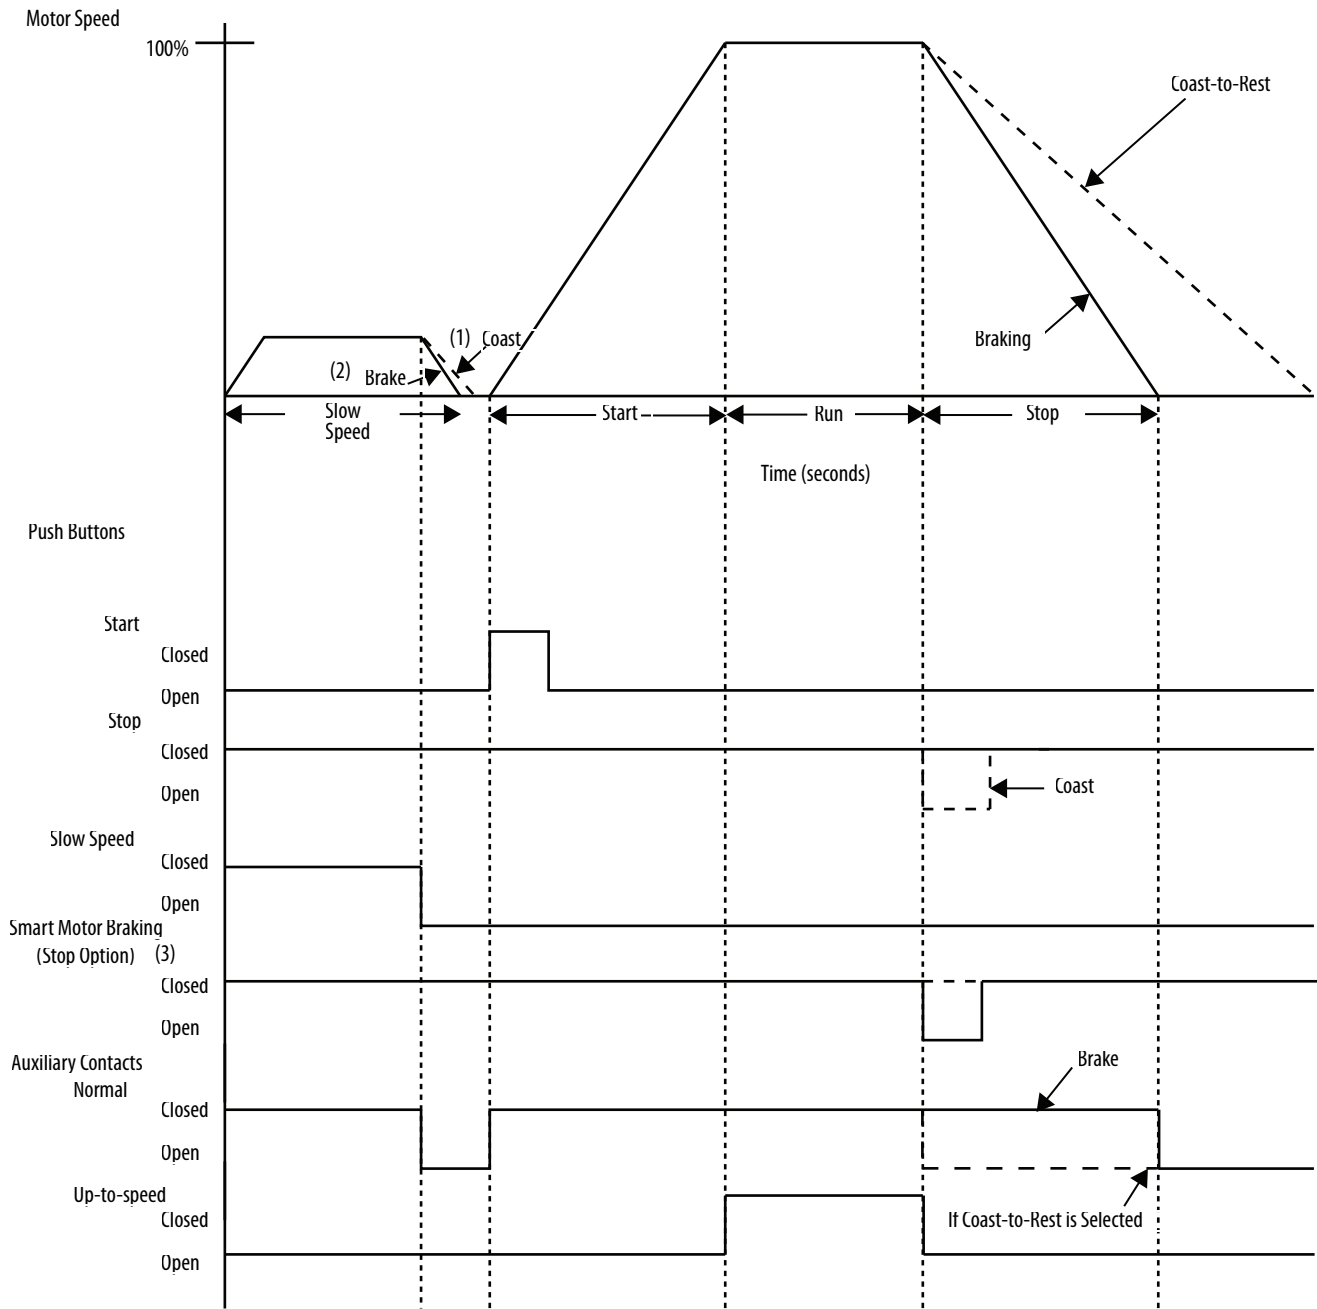 Motor Speed
100%
Coast-to-Rest
(1) Coast
Braking
(2) Brake
Slow
Speed
Start
Run
Stop
Time (seconds)
Push Buttons
Start
Closed
Open
Stop
Closed
Open
Coast
Slow Speed
Closed
Open
Smart Motor Braking
(Stop Option) (3)
Closed
Open
Auxiliary Contacts
Normal
Brake
Closed
Open
Up-to-speed
Closed
If Coast-to-Rest is Selected
Open